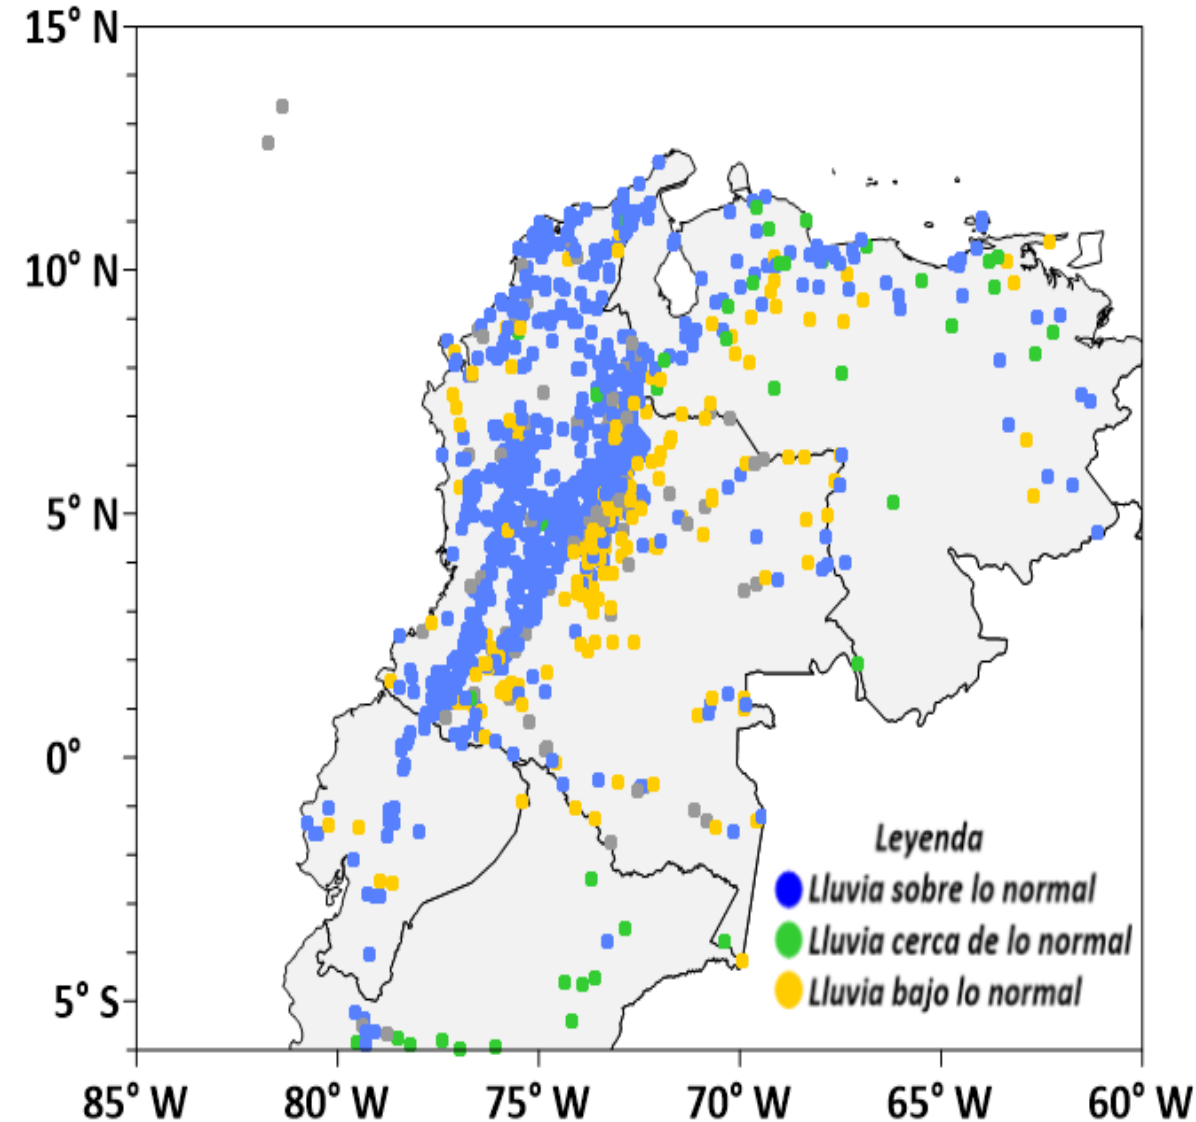 15° N
10° N
5° N
0°
5° S
85° W
80° W
75° W
70° W
65° W
60° W
Leyenda
Lluvia sobre lo normal
Lluvia cerca de lo normal
Lluvia bajo lo normal